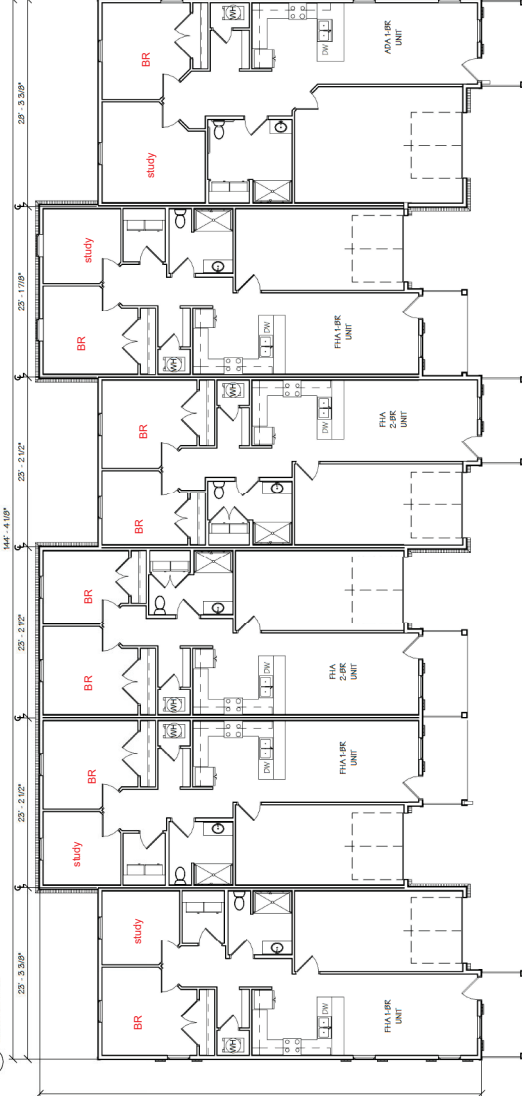 WH
DW
ADA 1-BR
UNIT
BR
study
28' - 3 3/8"
study
BR
23' - 1 7/8"
WH
DW
FHA 1-BR
UNIT
WH
DW
FHA
2-BR
UNIT
BR
BR
23' - 2 1/2"
144' - 4 1/8"
BR
BR
23' - 2 1/2"
WH
DW
FHA
2-BR
UNIT
WH
DW
FHA 1-BR
UNIT
BR
study
23' - 2 1/2"
study
BR
23' - 3 3/8"
WH
DW
FHA 1-BR
UNIT